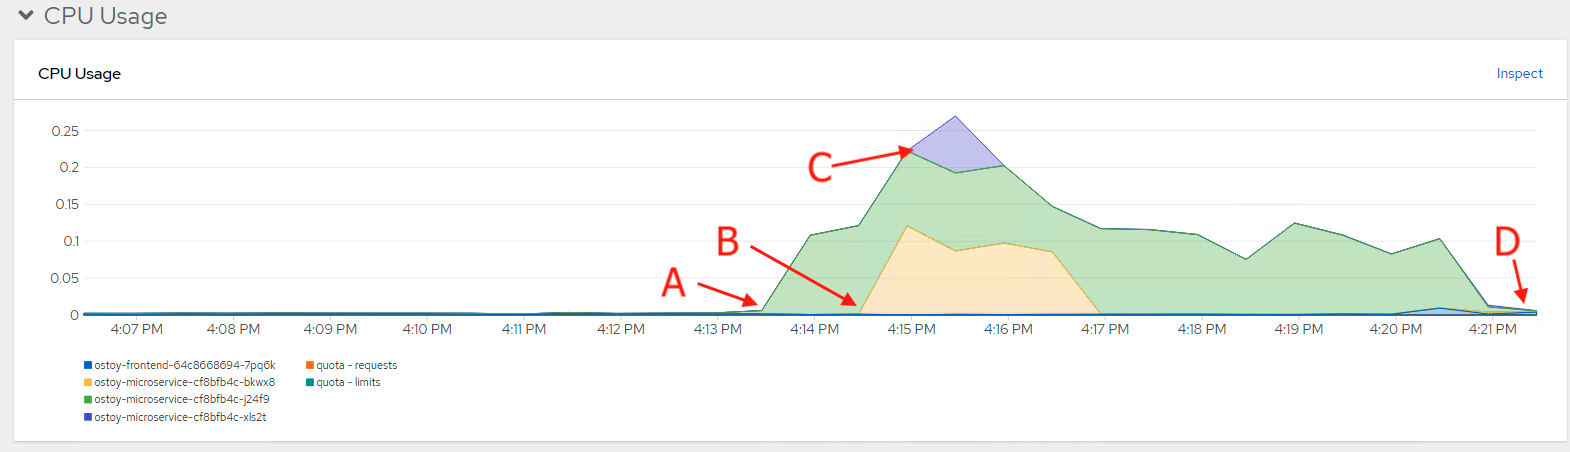 CPU Usage
CPU Usage
Inspect
0.25
0.2
0.15
0.1
0.05
0
C
B
A
D
4:07 PM 4:08 PM 4:09 PM 4:10 PM 4:11 PM 4:12 PM 4:13 PM 4:14 PM 4:15 PM 4:16 PM 4:17 PM 4:18 PM 4:19 PM 4:20 PM 4:21 PM
ostoy-frontend-64c8668694-7pq6k quota - requests
ostoy-microservice-cf8bfb4c-bkwx8 quota - limits
ostoy-microservice-cf8bfb4c-j24f9
ostoy-microservice-cf8bfb4c-xls2t